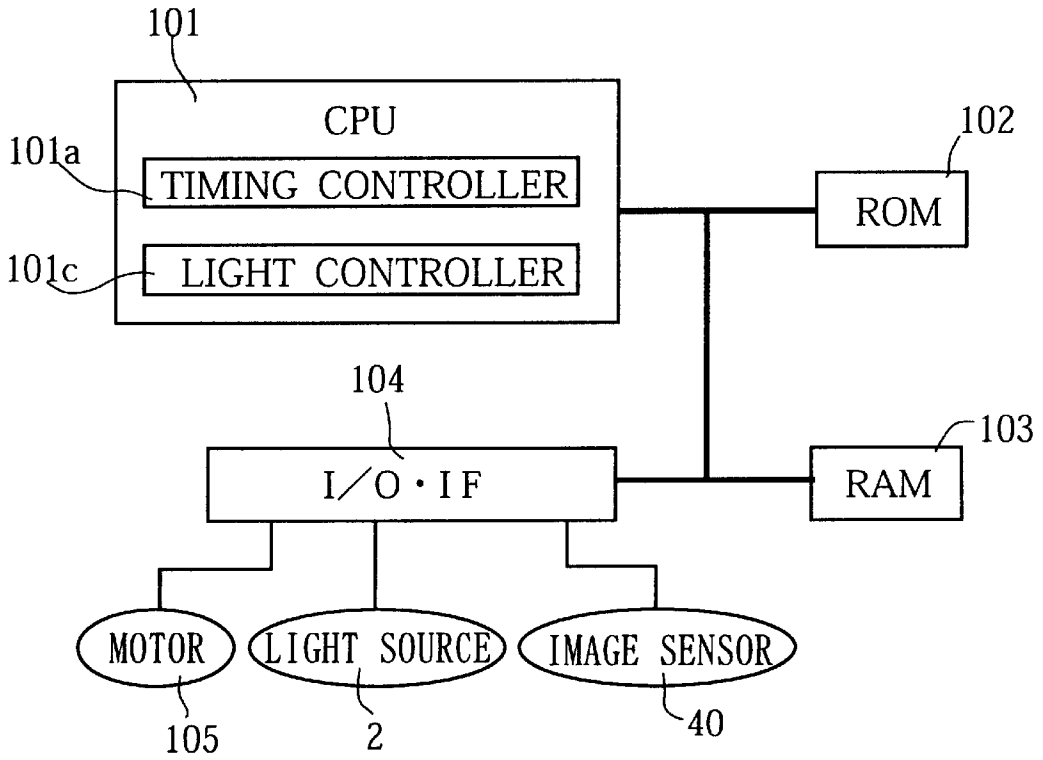 101
CPU
102
101a
TIMING CONTROLLER
ROM
101c
LIGHT CONTROLLER
104
103
I/O・IF
RAM
MOTOR
LIGHT SOURCE
IMAGE SENSOR
105
2
40